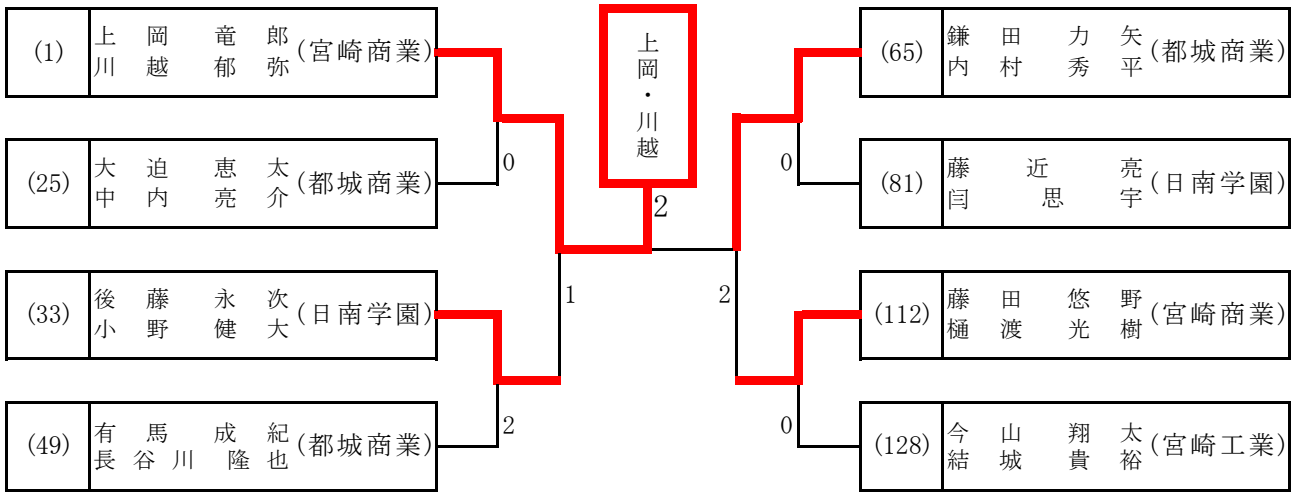 (1) 上岡竜郎 (宮崎商業)
川越郁弥
0
(25) 大迫恵太 (都城商業)
中内亮介
1
(33) 後藤永次 (日南学園)
小野健大
2
(49) 有馬成紀 (都城商業)
長谷川隆也
上岡・川越
2
(65) 鎌田力矢 (都城商業)
内村秀平
0
(81) 藤近亮 (日南学園)
闫思宇
2
(112) 藤田悠野 (宮崎商業)
樋渡光樹
0
(128) 今山翔太 (宮崎工業)
結城貴裕